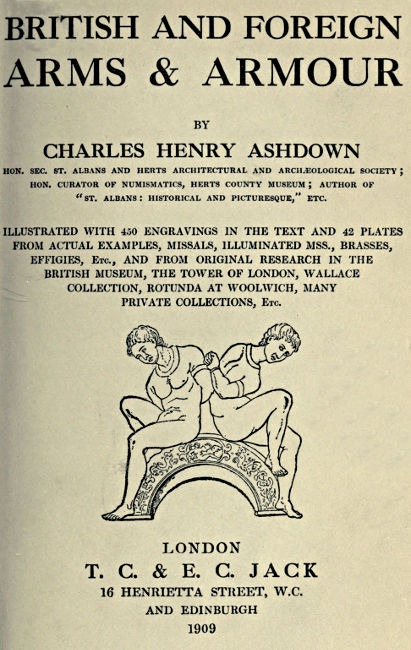 BRITISH AND FOREIGN
ARMS & ARMOUR
BY
CHARLES HENRY ASHDOWN
HON. SEC. ST. ALBANS AND HERTS ARCHITECTURAL AND ARCHÆOLOGICAL SOCIETY;
HON. CURATOR OF NUMISMATICS, HERTS COUNTY MUSEUM; AUTHOR OF
"ST. ALBANS: HISTORICAL AND PICTURESQUE," ETC.
ILLUSTRATED WITH 450 ENGRAVINGS IN THE TEXT AND 42 PLATES
FROM ACTUAL EXAMPLES, MISSALS, ILLUMINATED MSS., BRASSES,
EFFIGIES, Etc., AND FROM ORIGINAL RESEARCH IN THE
BRITISH MUSEUM, THE TOWER OF LONDON, WALLACE
COLLECTION, ROTUNDA AT WOOLWICH, MANY
PRIVATE COLLECTIONS, Etc.
LONDON
T. C. & E. C. JACK
16 HENRIETTA STREET, W.C.
AND EDINBURGH
1909